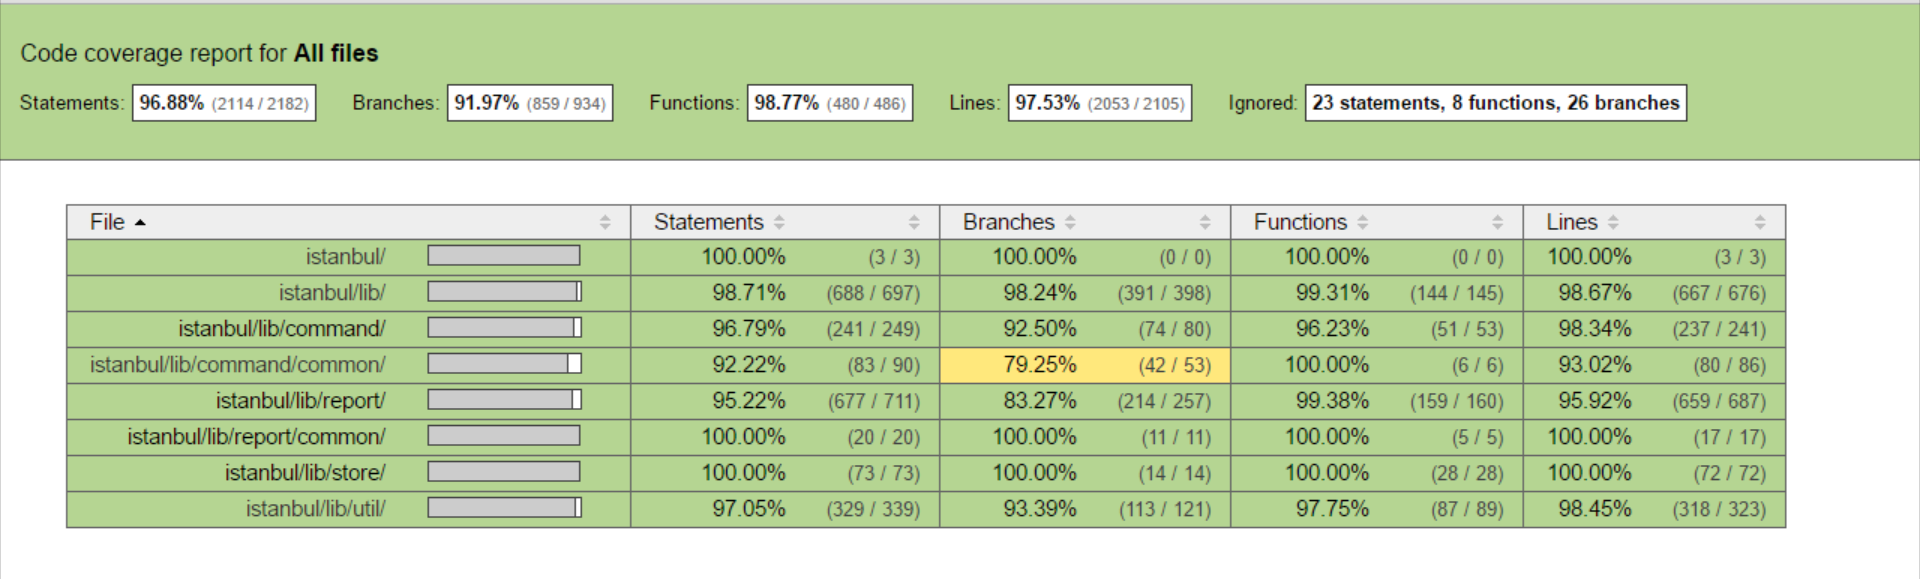 Code coverage report for All files
Statements: 96.88% (2114 / 2182) Branches: 91.97% (859 / 934) Functions: 98.77% (480 / 486) Lines: 97.53% (2053 / 2105) Ignored: 23 statements, 8 functions, 26 branches
File Statements Branches Functions Lines
istanbul/ 100.00% (3 / 3) 100.00% (0 / 0) 100.00% (0 / 0) 100.00% (3 / 3)
istanbul/lib/ 98.71% (688 / 697) 98.24% (391 / 398) 99.31% (144 / 145) 98.67% (667 / 676)
istanbul/lib/command/ 96.79% (241 / 249) 92.50% (74 / 80) 96.23% (51 / 53) 98.34% (237 / 241)
istanbul/lib/command/common/ 92.22% (83 / 90) 79.25% (42 / 53) 100.00% (6 / 6) 93.02% (80 / 86)
istanbul/lib/report/ 95.22% (677 / 711) 83.27% (214 / 257) 99.38% (159 / 160) 95.92% (659 / 687)
istanbul/lib/report/common/ 100.00% (20 / 20) 100.00% (11 / 11) 100.00% (5 / 5) 100.00% (17 / 17)
istanbul/lib/store/ 100.00% (73 / 73) 100.00% (14 / 14) 100.00% (28 / 28) 100.00% (72 / 72)
istanbul/lib/util/ 97.05% (329 / 339) 93.39% (113 / 121) 97.75% (87 / 89) 98.45% (318 / 323)